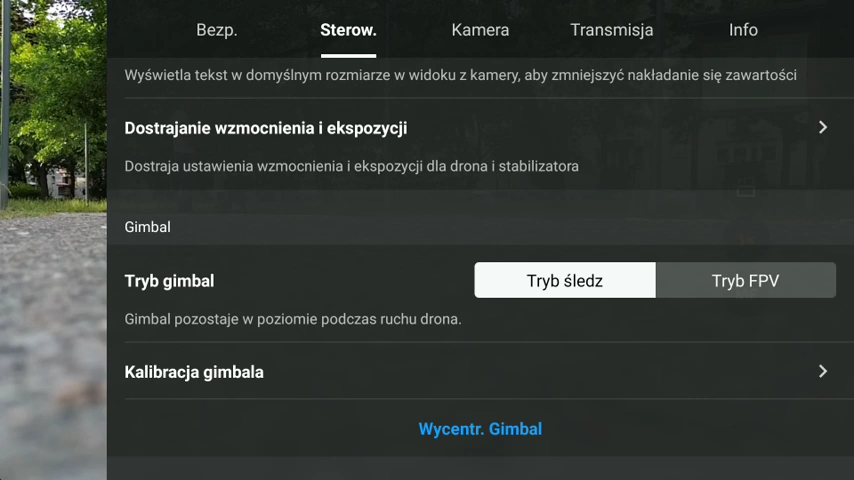 Bezp.
Sterow.
Kamera
Transmisja
Info
Wyświetla tekst w domyślnym rozmiarze w widoku z kamery, aby zmniejszyć nakładanie się zawartości
Dostrajanie wzmocnienia i ekspozycji
Dostraja ustawienia wzmocnienia i ekspozycji dla drona i stabilizatora
Gimbal
Tryb gimbal
Tryb śledz
Tryb FPV
Gimbal pozostaje w poziomie podczas ruchu drona.
Kalibracja gimbala
Wycentr. Gimbal